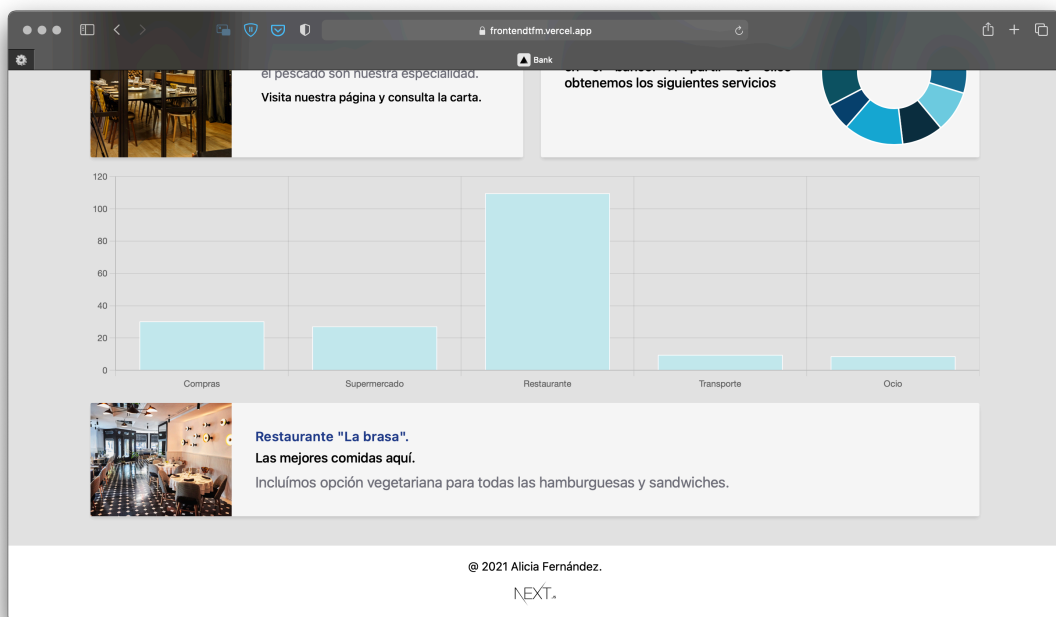 frontendtfm.vercel.app
Bank
el pescado son nuestra especialidad.
Visita nuestra página y consulta la carta.
obtenemos los siguientes servicios
120
100
80
60
40
20
0
Compras Supermercado Restaurante Transporte Ocio
Restaurante "La brasa".
Las mejores comidas aquí.
Incluímos opción vegetariana para todas las hamburguesas y sandwiches.
@ 2021 Alicia Fernández.
NEXT.JS